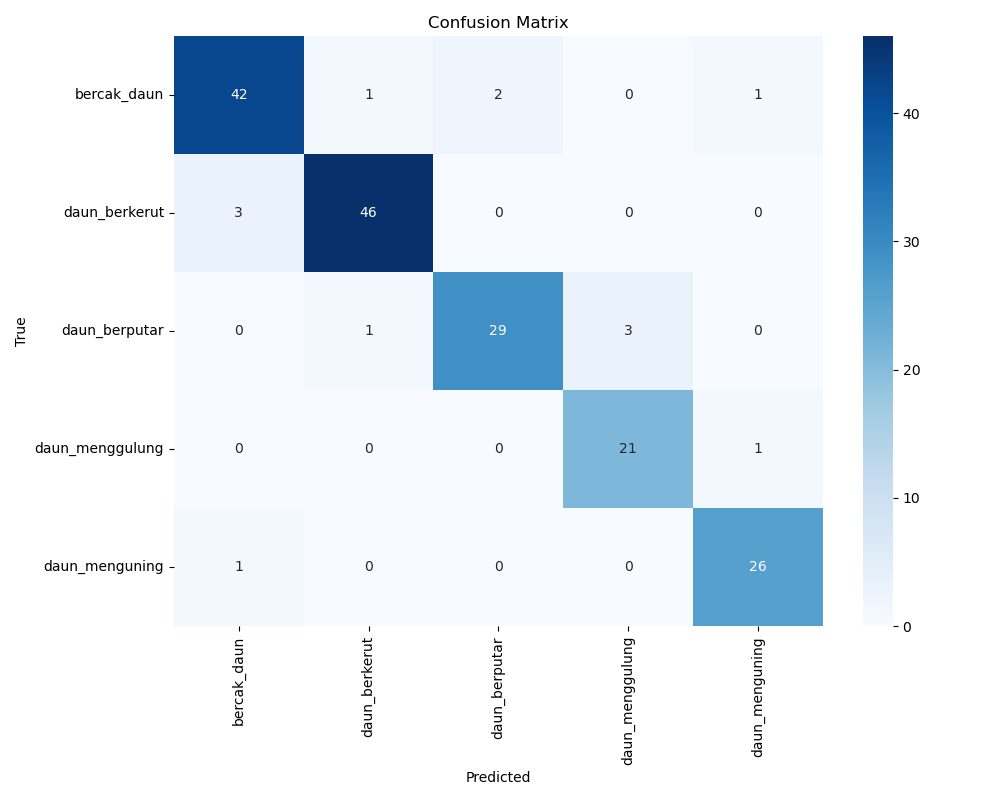 Confusion Matrix
True
bercak_daun 42 1 2 0 1
daun_berkerut 3 46 0 0 0
daun_berputar 0 1 29 3 0
daun_menggulung 0 0 0 21 1
daun_menguning 1 0 0 0 26
bercak_daun daun_berkerut daun_berputar daun_menggulung daun_menguning
Predicted
40
30
20
10
0